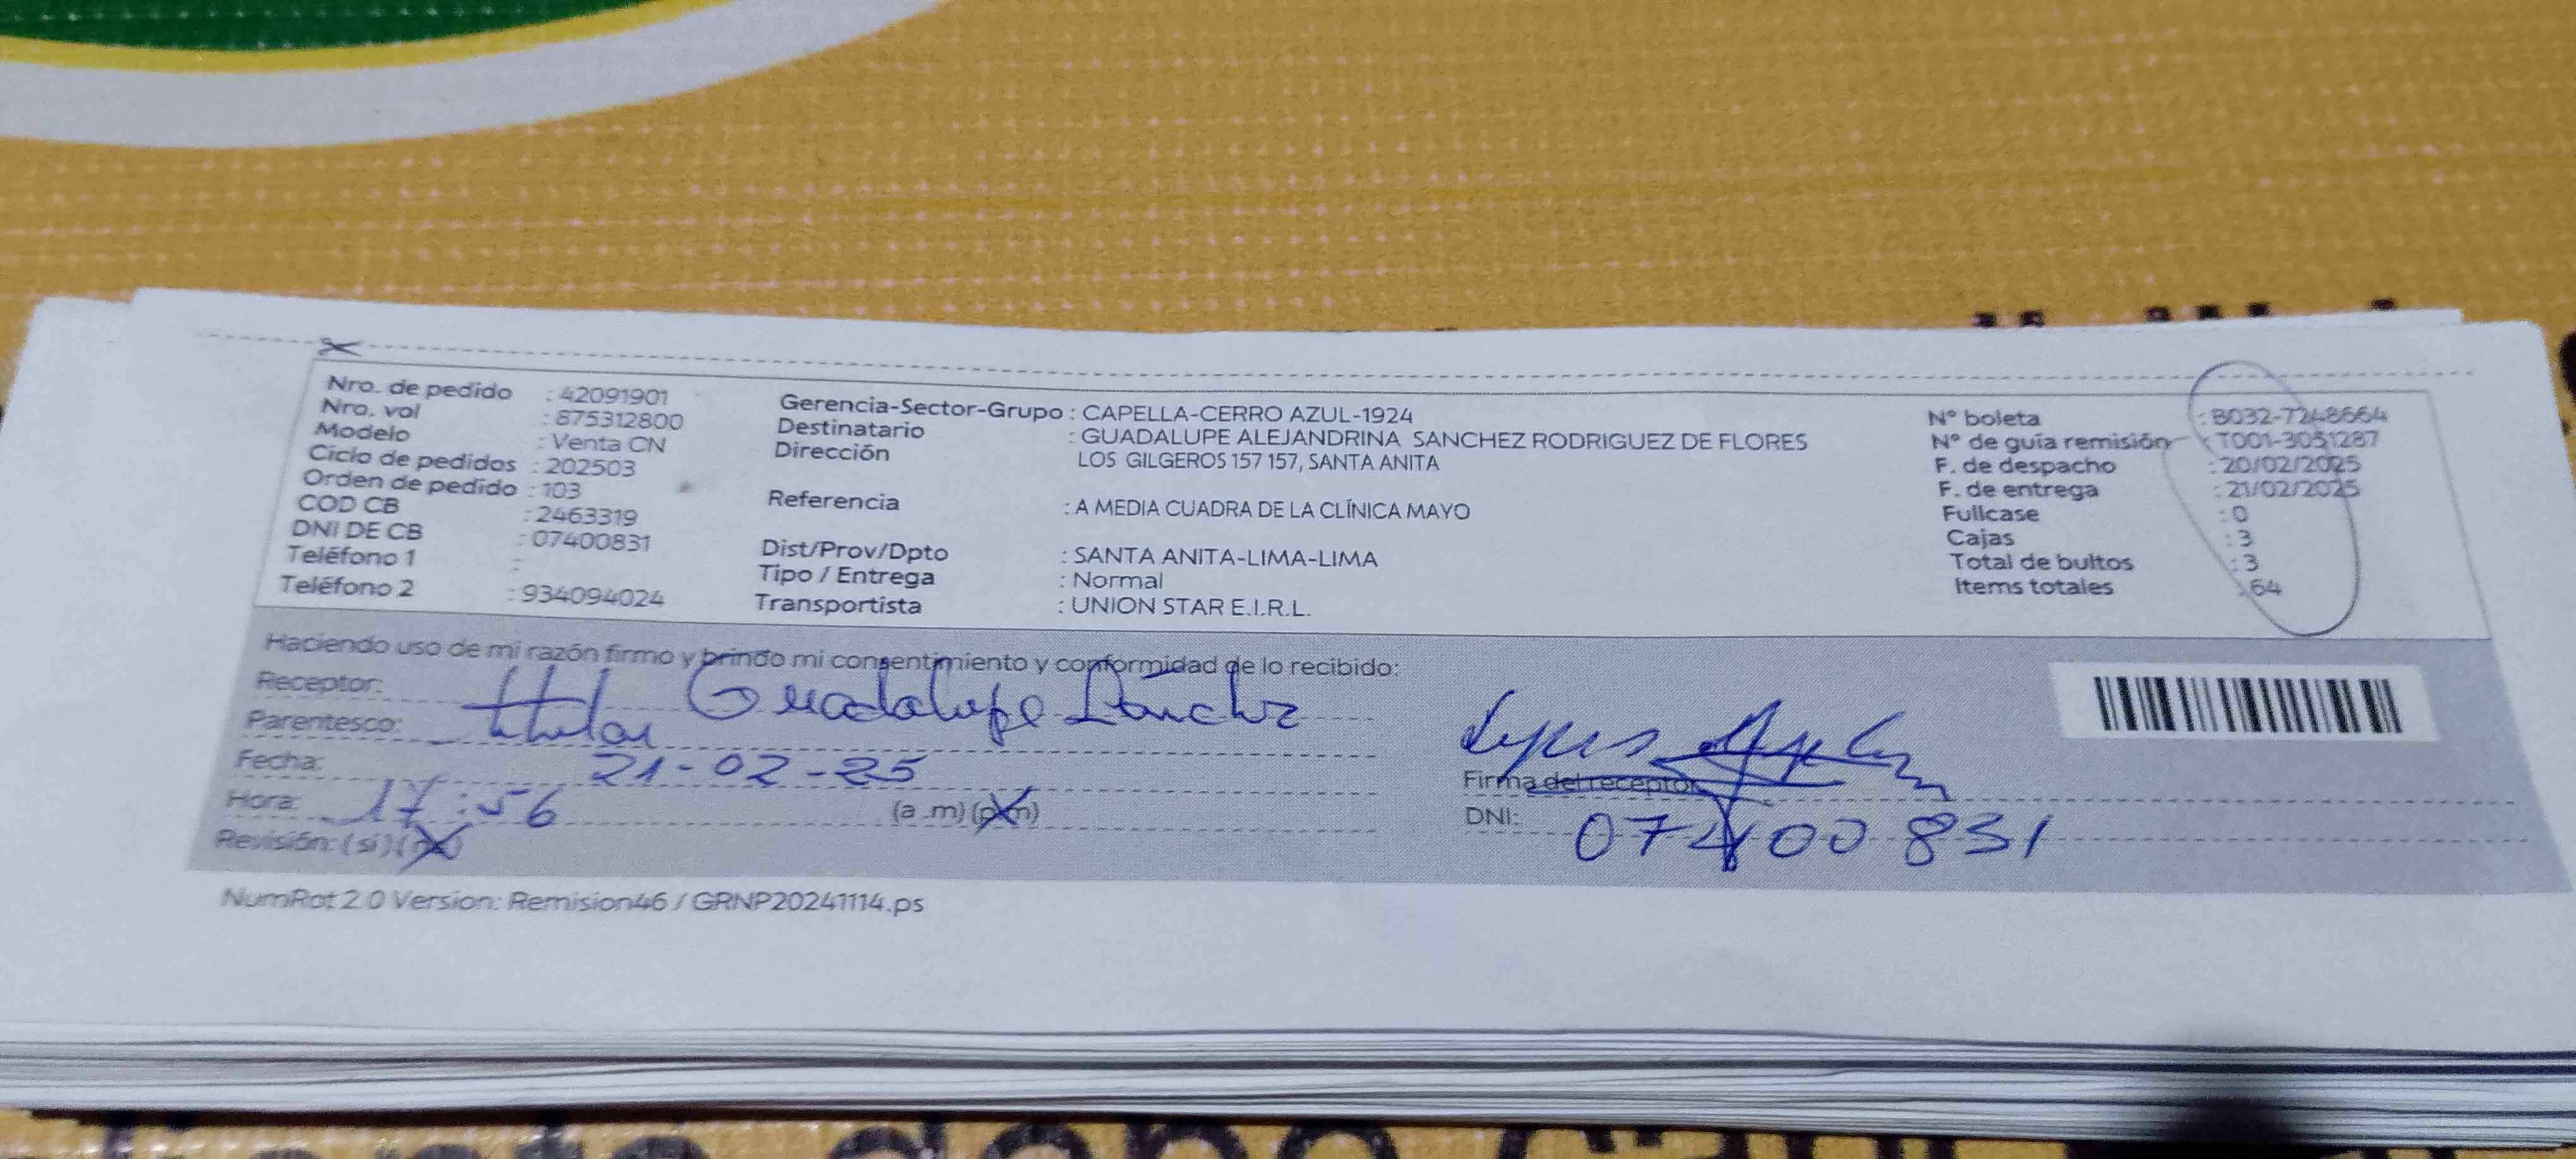 Nro. de pedido : 42091901
Nro. vol : 875312800
Modelo : Venta CN
Ciclo de pedidos : 202503
Orden de pedido : 103
COD CB : 2463319
DNI DE CB : 07400831
Teléfono 1 :
Teléfono 2 : 934094024
Gerencia-Sector-Grupo : CAPELLA-CERRO AZUL-1924
Destinatario : GUADALUPE ALEJANDRINA SANCHEZ RODRIGUEZ DE FLORES
Dirección LOS GILGEROS 157 157, SANTA ANITA
Referencia : A MEDIA CUADRA DE LA CLÍNICA MAYO
Dist/Prov/Dpto : SANTA ANITA-LIMA-LIMA
Tipo / Entrega : Normal
Transportista : UNION STAR E.I.R.L.
N° boleta : B032-7248664
N° de guía remisión : T001-3051287
F. de despacho : 20/02/2025
F. de entrega : 21/02/2025
Fullcase : 0
Cajas : 3
Total de bultos : 3
Items totales : 64
Haciendo uso de mi razón firmo y brindo mi consentimiento y conformidad de lo recibido:
Receptor: Guadalupe Sánchez
Parentesco: titular
Fecha: 21-02-25
Hora: 17:56 (a.m) (p.m)
Revisión: (si) (no)
Firma del receptor
DNI: 07400831
NumRot 2.0 Version: Remision46 / GRNP20241114.ps